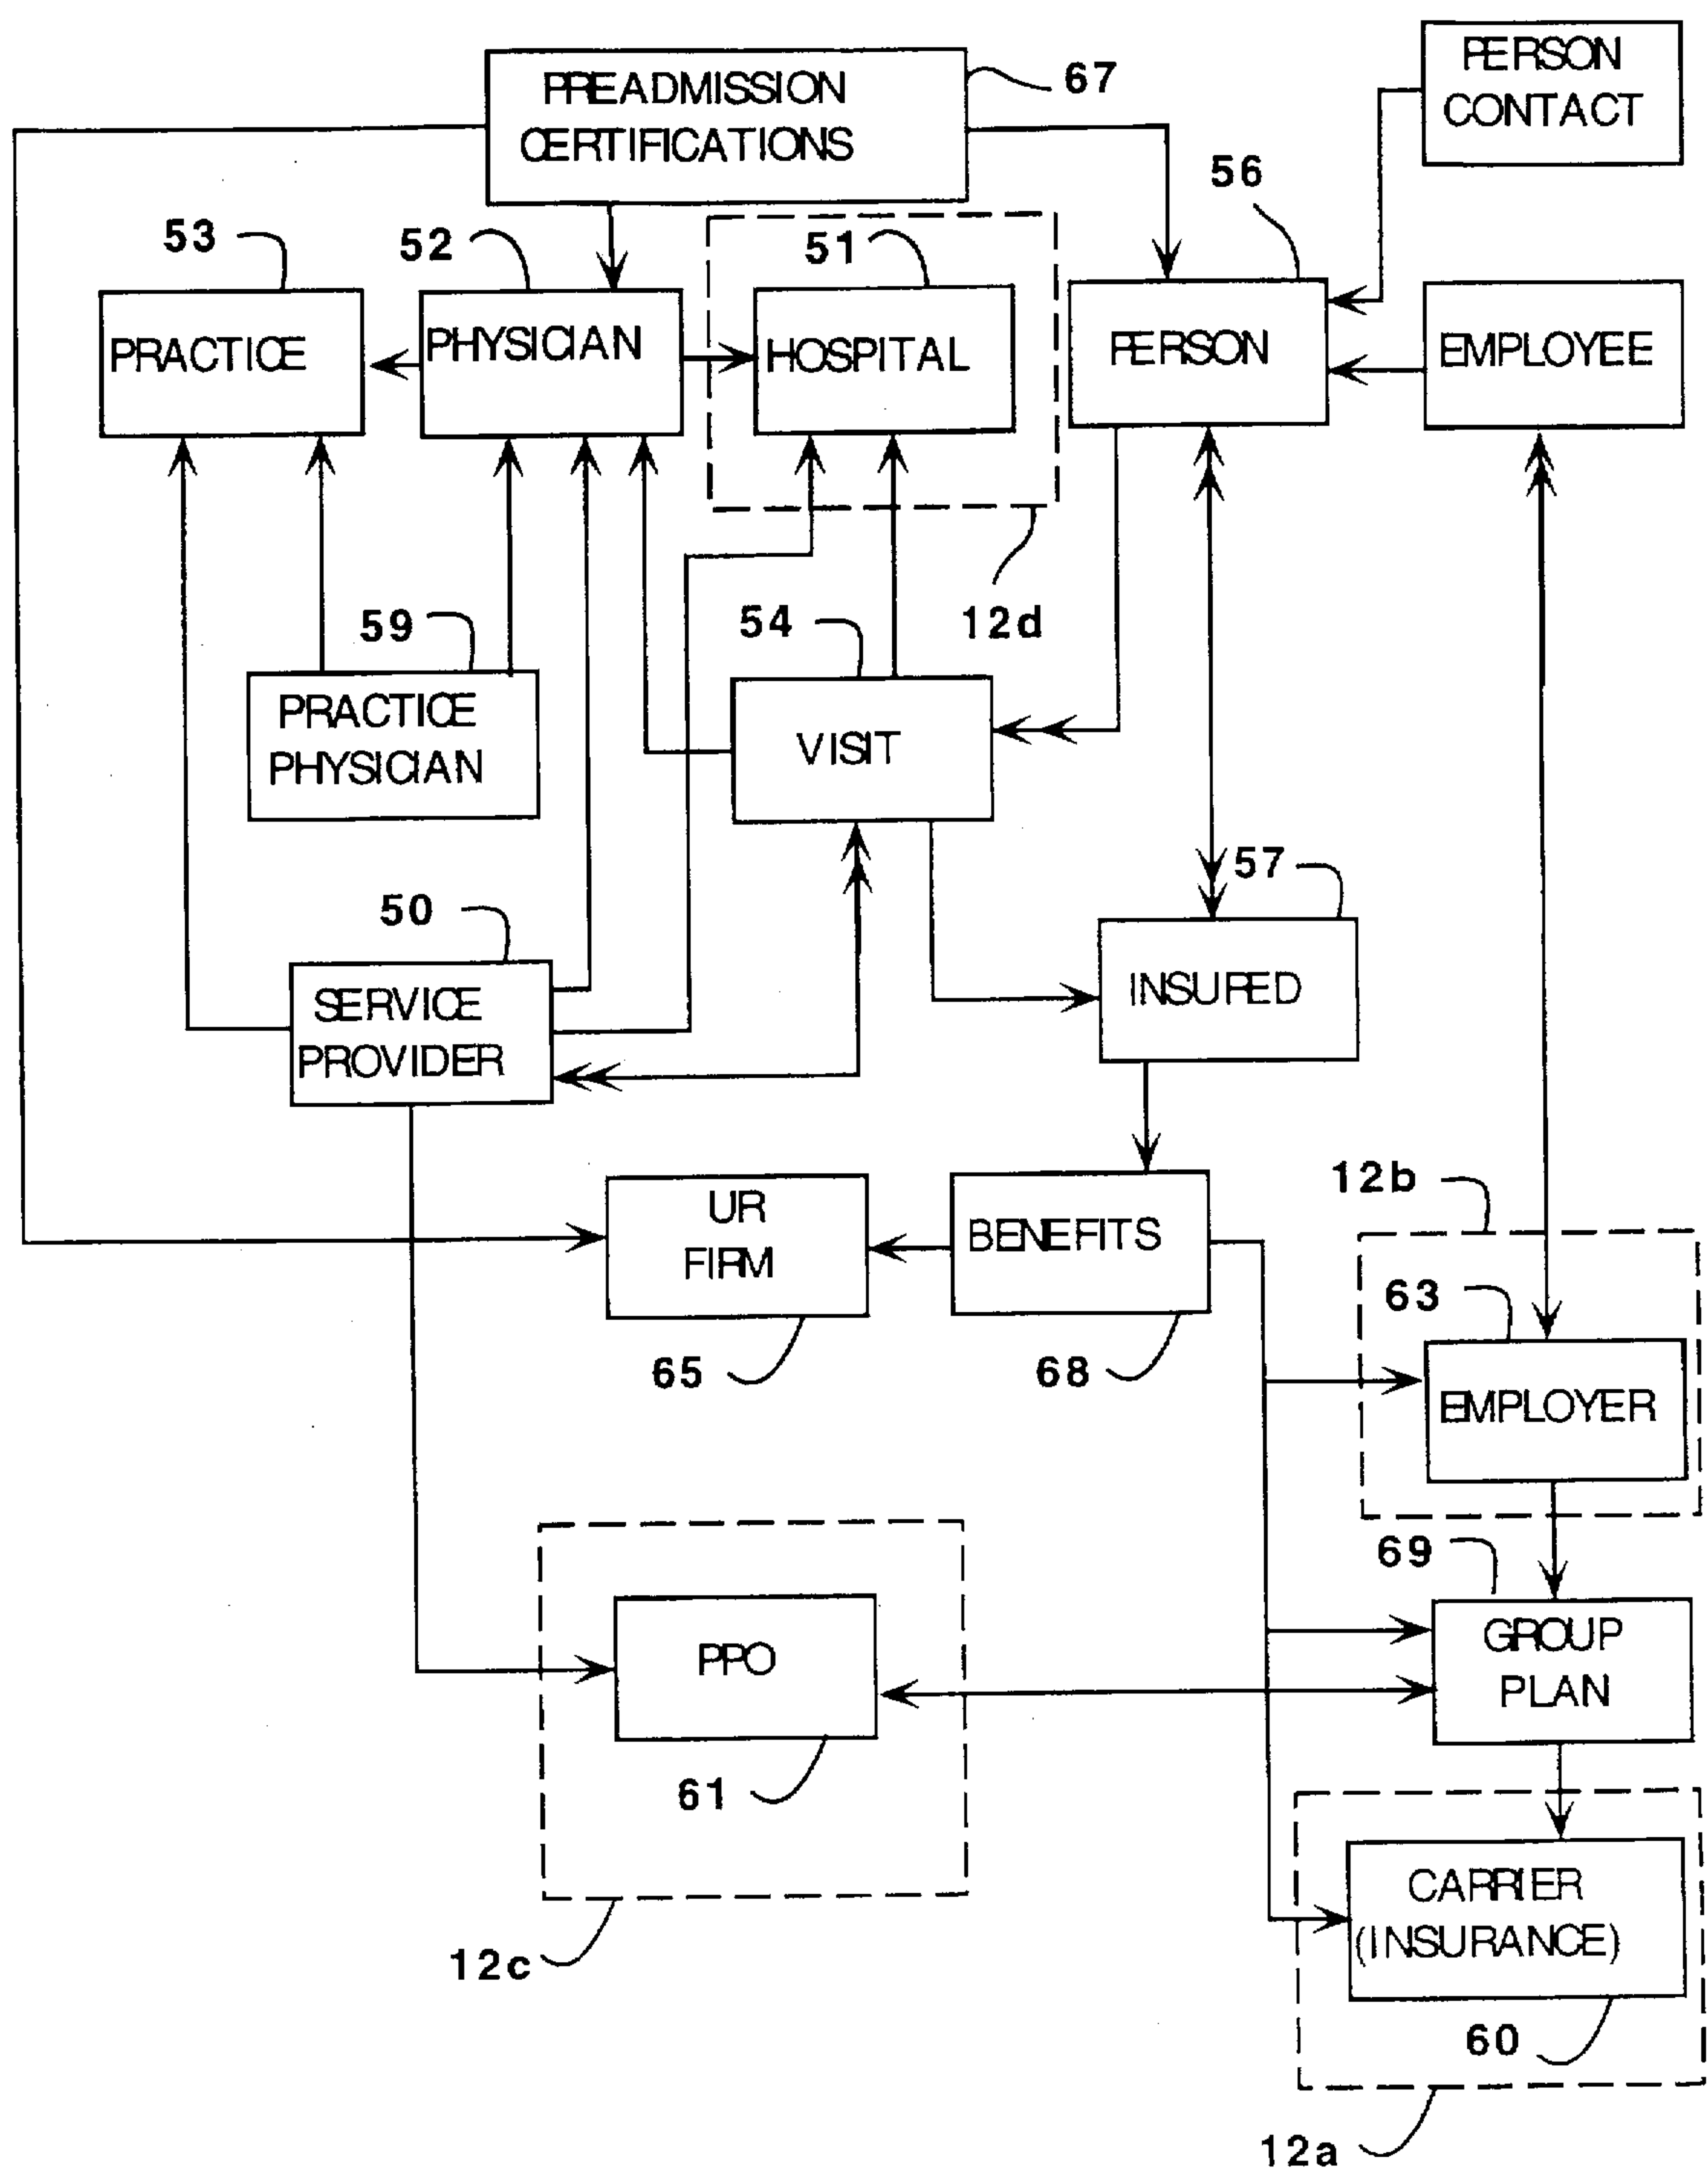 PREADMISSION
CERTIFICATIONS
67
PERSON
CONTACT
56
53
52
51
PRACTICE
PHYSICIAN
HOSPITAL
PERSON
EMPLOYEE
59
54
12d
PRACTICE
PHYSICIAN
VISIT
57
50
SERVICE
PROVIDER
INSURED
12b
UR
FIRM
BENEFITS
63
65
68
EMPLOYER
69
PPO
GROUP
PLAN
61
CARRIER
(INSURANCE)
12c
60
12a